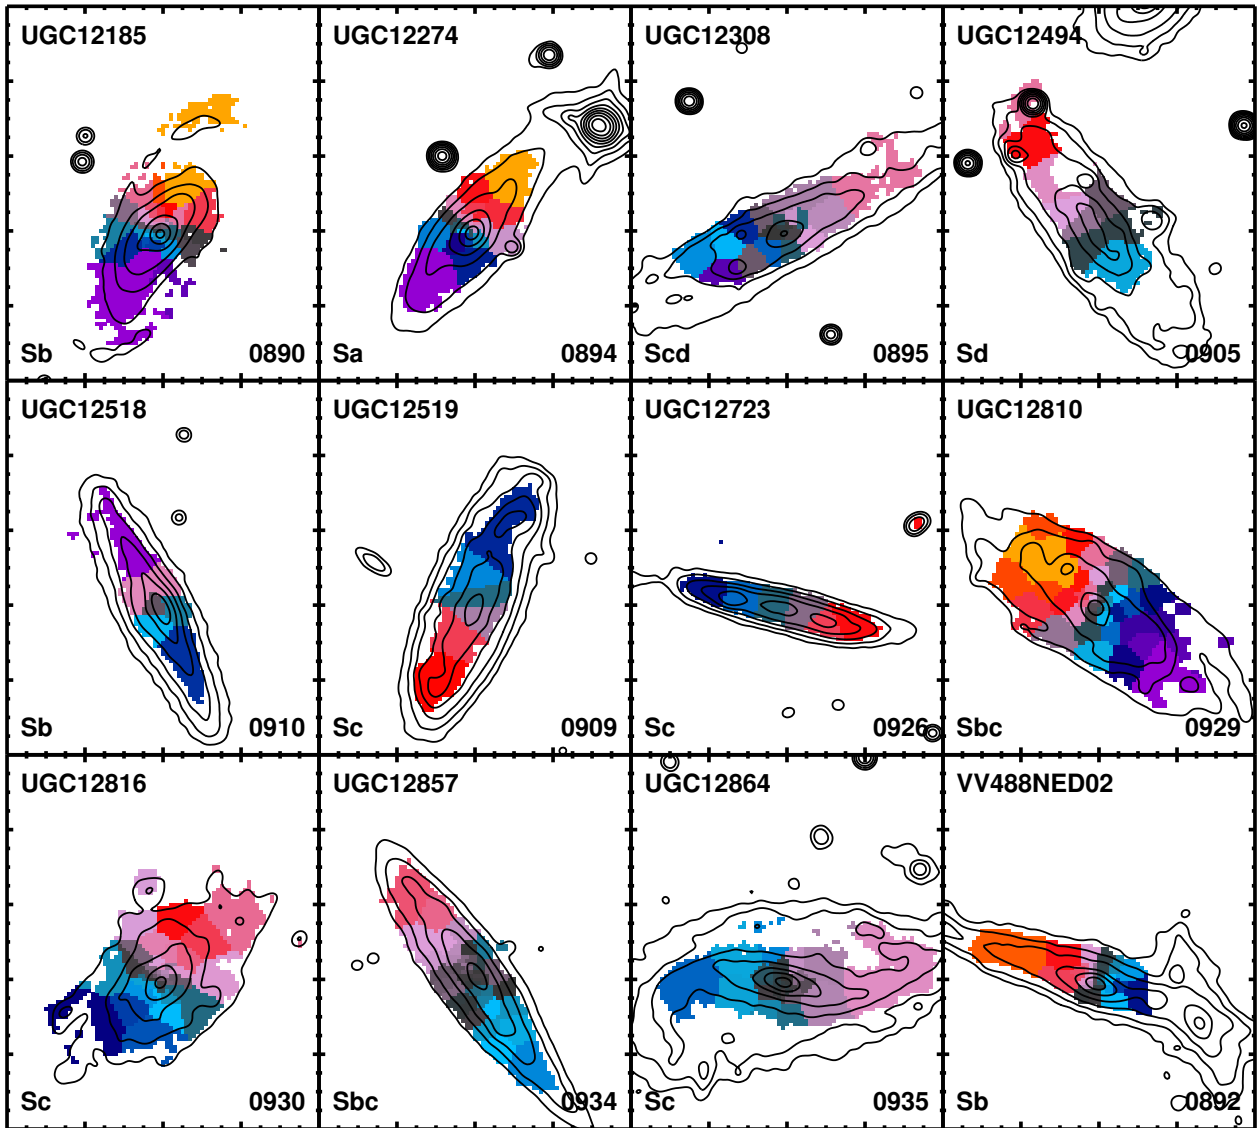 UGC12185 UGC12274 UGC12308 UGC12494
Sb 0890 Sa 0894 Scd 0895 Sd 0905
UGC12518 UGC12519 UGC12723 UGC12810
Sb 0910 Sc 0909 Sc 0926 Sbc 0929
UGC12816 UGC12857 UGC12864 VV488NED02
Sc 0930 Sbc 0934 Sc 0935 Sb 0892